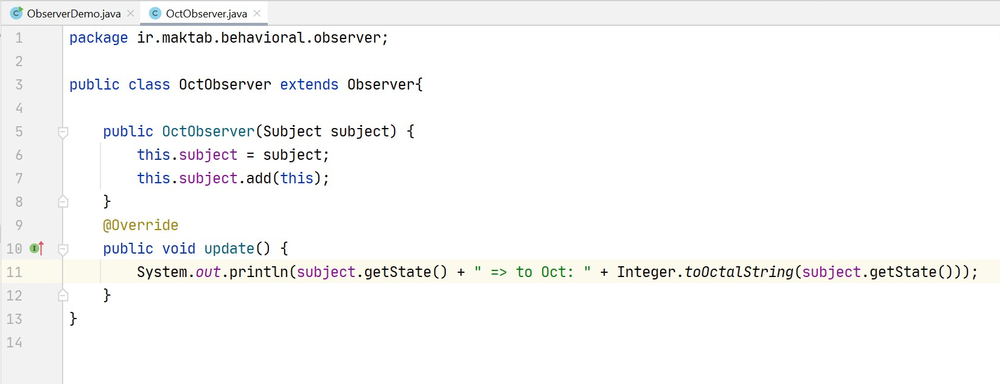 ObserverDemo.java OctObserver.java
1 package ir.maktab.behavioral.observer;
2
3 public class OctObserver extends Observer{
4
5 public OctObserver(Subject subject) {
6 this.subject = subject;
7 this.subject.add(this);
8 }
9 @Override
10 public void update() {
11 System.out.println(subject.getState() + " => to Oct: " + Integer.toOctalString(subject.getState()));
12 }
13 }
14